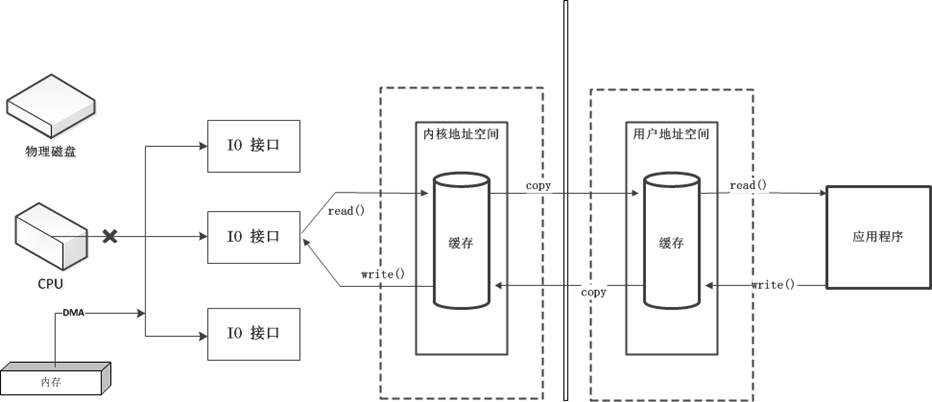 物理磁盘
CPU
DMA
内存
IO 接口
IO 接口
IO 接口
read()
write()
内核地址空间
缓存
copy
copy
用户地址空间
缓存
read()
write()
应用程序